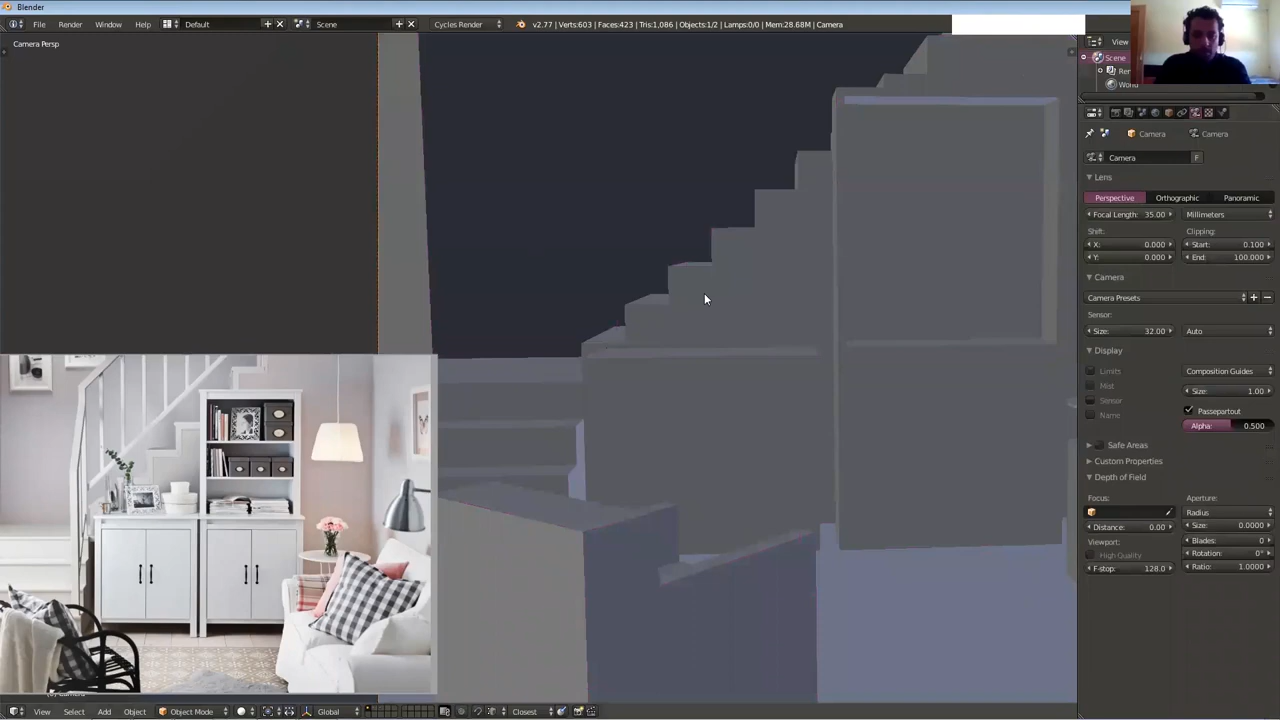 Blender
File Render Window Help Default Scene Cycles Render v2.77 | Verts:603 | Faces:423 | Tris:1,086 | Objects:1/2 | Lamps:0/0 | Mem:28.68M | Camera
Camera Persp
View
Scene
Camera Camera
Camera F
Lens
Perspective Orthographic Panoramic
Focal Length: 35.00 Millimeters
Shift: Clipping:
X: 0.000 Start: 0.100
Y: 0.000 End: 100.000
Camera
Camera Presets
Sensor:
Size: 32.00 Auto
Display
Limits Composition Guides
Mist Size: 1.00
Sensor Passepartout
Name Alpha: 0.500
Safe Areas
Custom Properties
Depth of Field
Focus: Aperture:
Radius
Distance: 0.00 Size: 0.0000
Viewport: Blades: 0
High Quality Rotation: 0°
F-stop: 128.0 Ratio: 1.0000
View Select Add Object Object Mode Global Closest